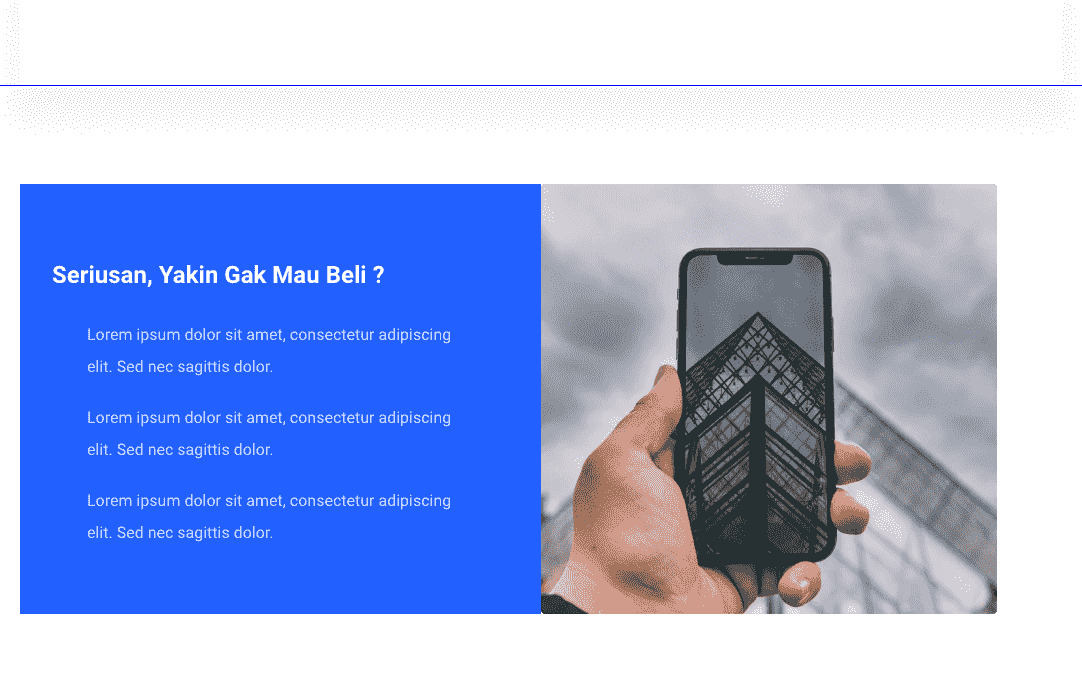 Seriusan, Yakin Gak Mau Beli ?
Lorem ipsum dolor sit amet, consectetur adipiscing
elit. Sed nec sagittis dolor.
Lorem ipsum dolor sit amet, consectetur adipiscing
elit. Sed nec sagittis dolor.
Lorem ipsum dolor sit amet, consectetur adipiscing
elit. Sed nec sagittis dolor.